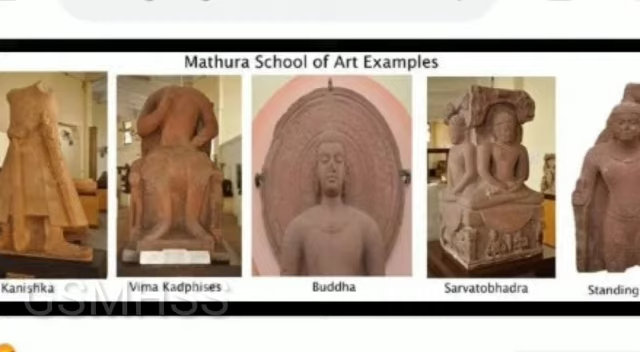 Mathura School of Art Examples
Kanishka
Vima Kadphises
Buddha
Sarvatobhadra
Standing
GSMHSS